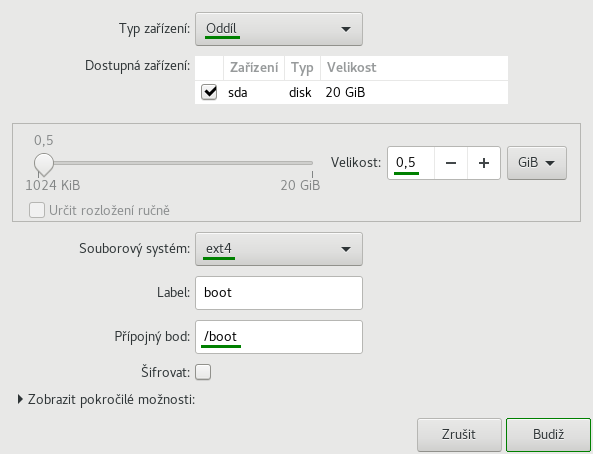 Typ zařízení: Oddíl
Dostupná zařízení: Zařízení Typ Velikost
sda disk 20 GiB
0,5
Velikost: 0,5 GiB
1024 KiB 20 GiB
Určit rozložení ručně
Souborový systém: ext4
Label: boot
Přípojný bod: /boot
Šifrovat:
Zobrazit pokročilé možnosti:
Zrušit Budiž